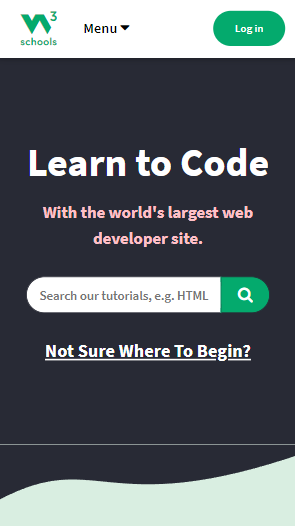 3
schools
Menu
Log in
Learn to Code
With the world's largest web
developer site.
Search our tutorials, e.g. HTML
Not Sure Where To Begin?